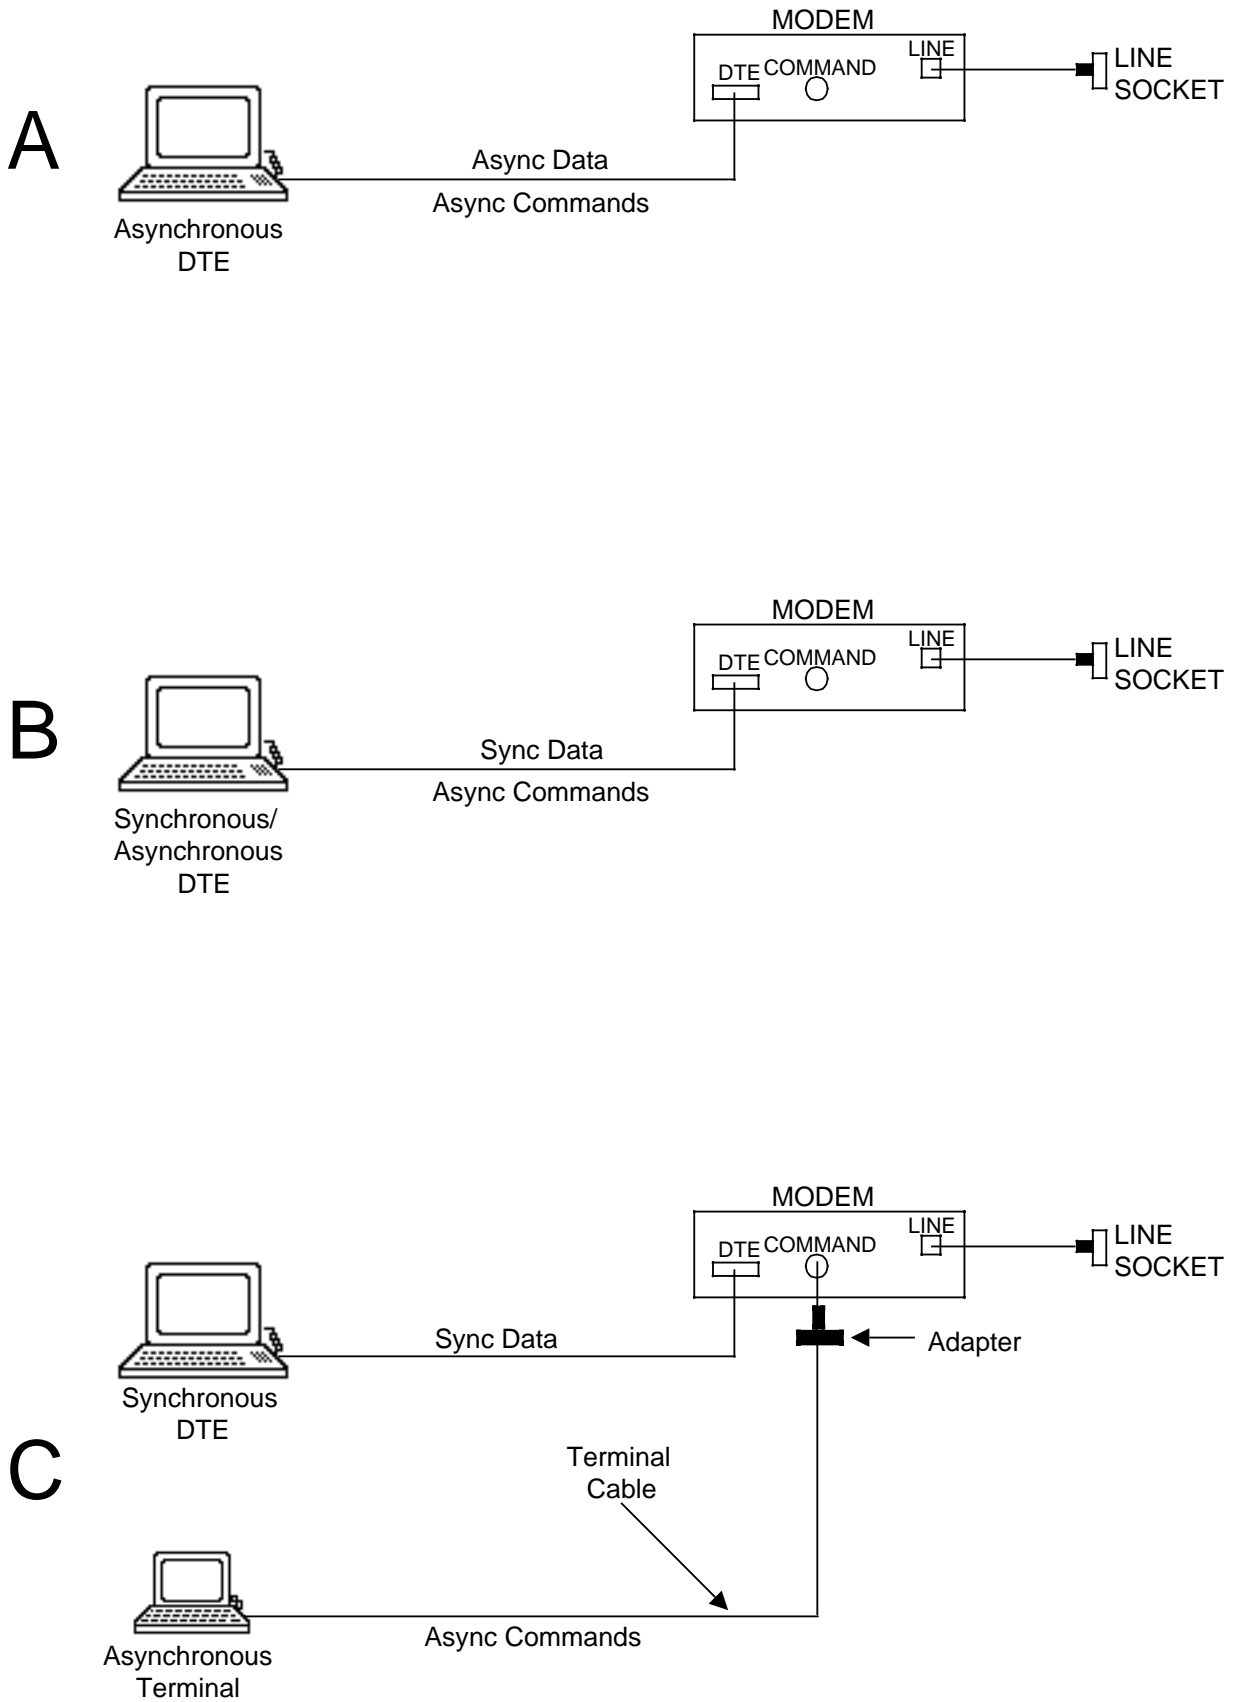 MODEM
LINE
DTE
COMMAND
LINE
SOCKET
A
Async Data
Async Commands
Asynchronous
DTE
MODEM
LINE
DTE
COMMAND
LINE
SOCKET
B
Sync Data
Async Commands
Synchronous/
Asynchronous
DTE
MODEM
LINE
DTE
COMMAND
LINE
SOCKET
Sync Data
Adapter
Synchronous
DTE
C
Terminal
Cable
Async Commands
Asynchronous
Terminal